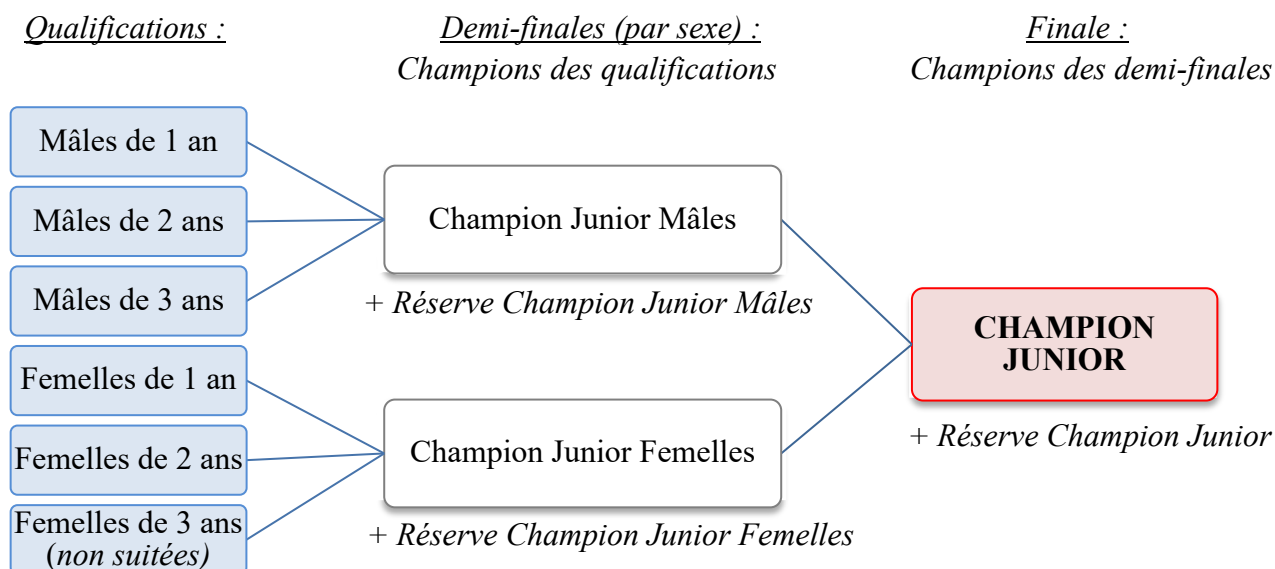 Qualifications :
Demi-finales (par sexe) :
Champions des qualifications
Finale :
Champions des demi-finales
Mâles de 1 an
Mâles de 2 ans
Mâles de 3 ans
Femelles de 1 an
Femelles de 2 ans
Femelles de 3 ans
(non suitées)
Champion Junior Mâles
+ Réserve Champion Junior Mâles
Champion Junior Femelles
+ Réserve Champion Junior Femelles
CHAMPION
JUNIOR
+ Réserve Champion Junior